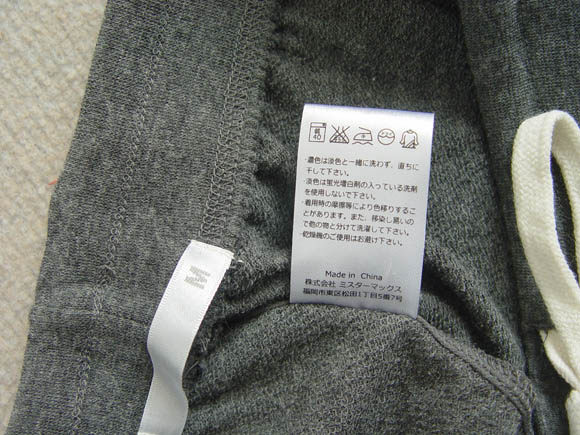 弱
40
・濃色は淡色と一緒に洗わず、直ちに
干して下さい。
・淡色は蛍光増白剤の入っている洗剤
を使用しないで下さい。
・着用時の摩擦等により色移りするこ
とがあります。また、移染し易いの
で他の物と分けて洗濯して下さい。
・乾燥機のご使用はお避け下さい。
Made in China
株式会社 ミスターマックス
福岡市東区松田1丁目5番7号